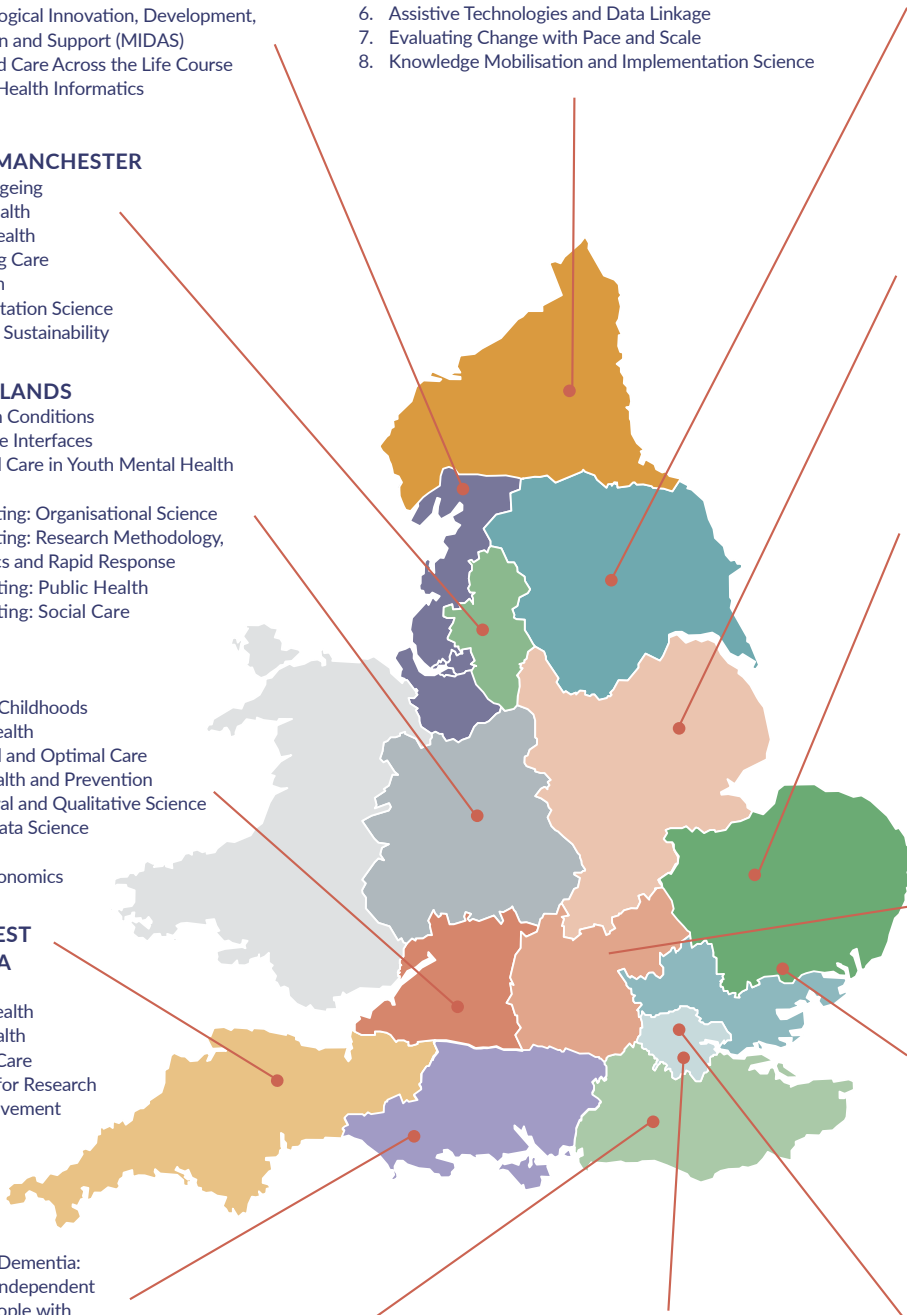 ogical Innovation, Development,
n and Support (MIDAS)
d Care Across the Life Course
Health Informatics
6. Assistive Technologies and Data Linkage
7. Evaluating Change with Pace and Scale
8. Knowledge Mobilisation and Implementation Science
MANCHESTER
geing
alth
ealth
g Care
n
tation Science
Sustainability
LANDS
n Conditions
e Interfaces
d Care in Youth Mental Health
ting: Organisational Science
ting: Research Methodology,
cs and Rapid Response
ting: Public Health
ting: Social Care
Childhoods
ealth
l and Optimal Care
alth and Prevention
ral and Qualitative Science
ata Science
onomics
EST
A
ealth
alth
Care
for Research
vement
Dementia:
ndependent
ople with